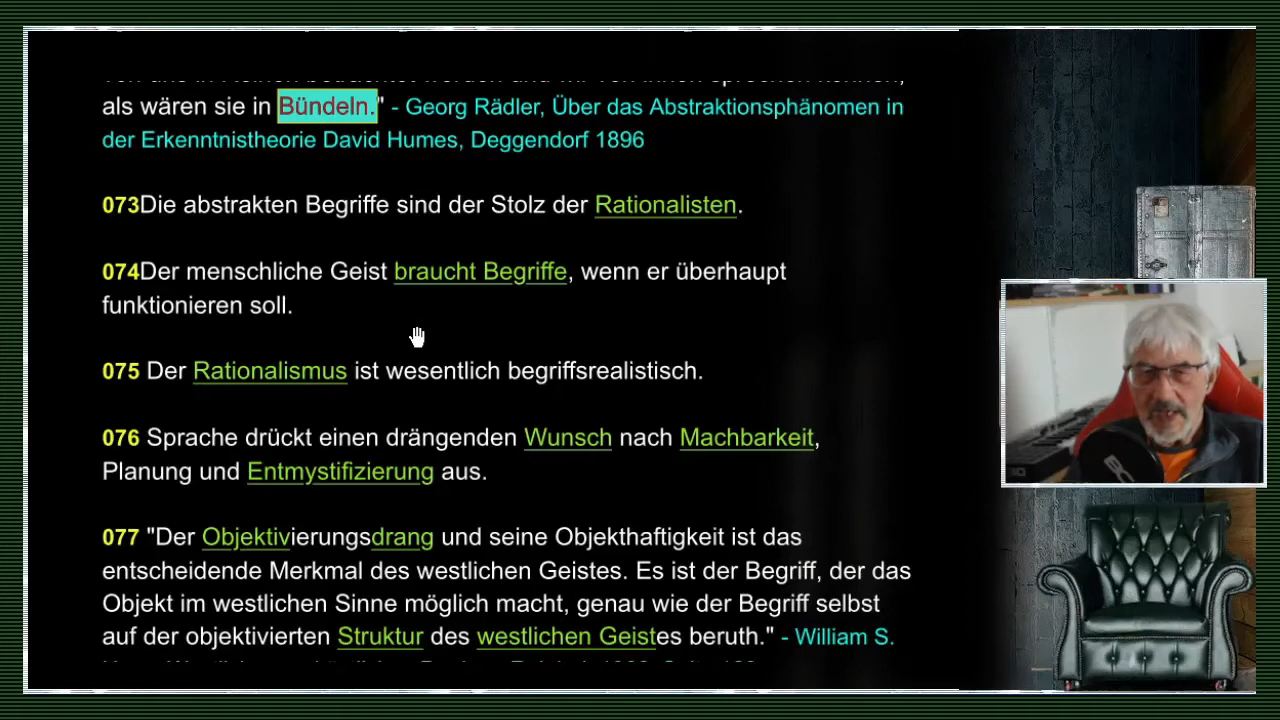 als wären sie in Bündeln." - Georg Rädler, Über das Abstraktionsphänomen in
der Erkenntnistheorie David Humes, Deggendorf 1896
073Die abstrakten Begriffe sind der Stolz der Rationalisten.
074Der menschliche Geist braucht Begriffe, wenn er überhaupt
funktionieren soll.
075 Der Rationalismus ist wesentlich begriffsrealistisch.
076 Sprache drückt einen drängenden Wunsch nach Machbarkeit,
Planung und Entmystifizierung aus.
077 "Der Objektivierungsdrang und seine Objekthaftigkeit ist das
entscheidende Merkmal des westlichen Geistes. Es ist der Begriff, der das
Objekt im westlichen Sinne möglich macht, genau wie der Begriff selbst
auf der objektivierten Struktur des westlichen Geistes beruht." - William S.